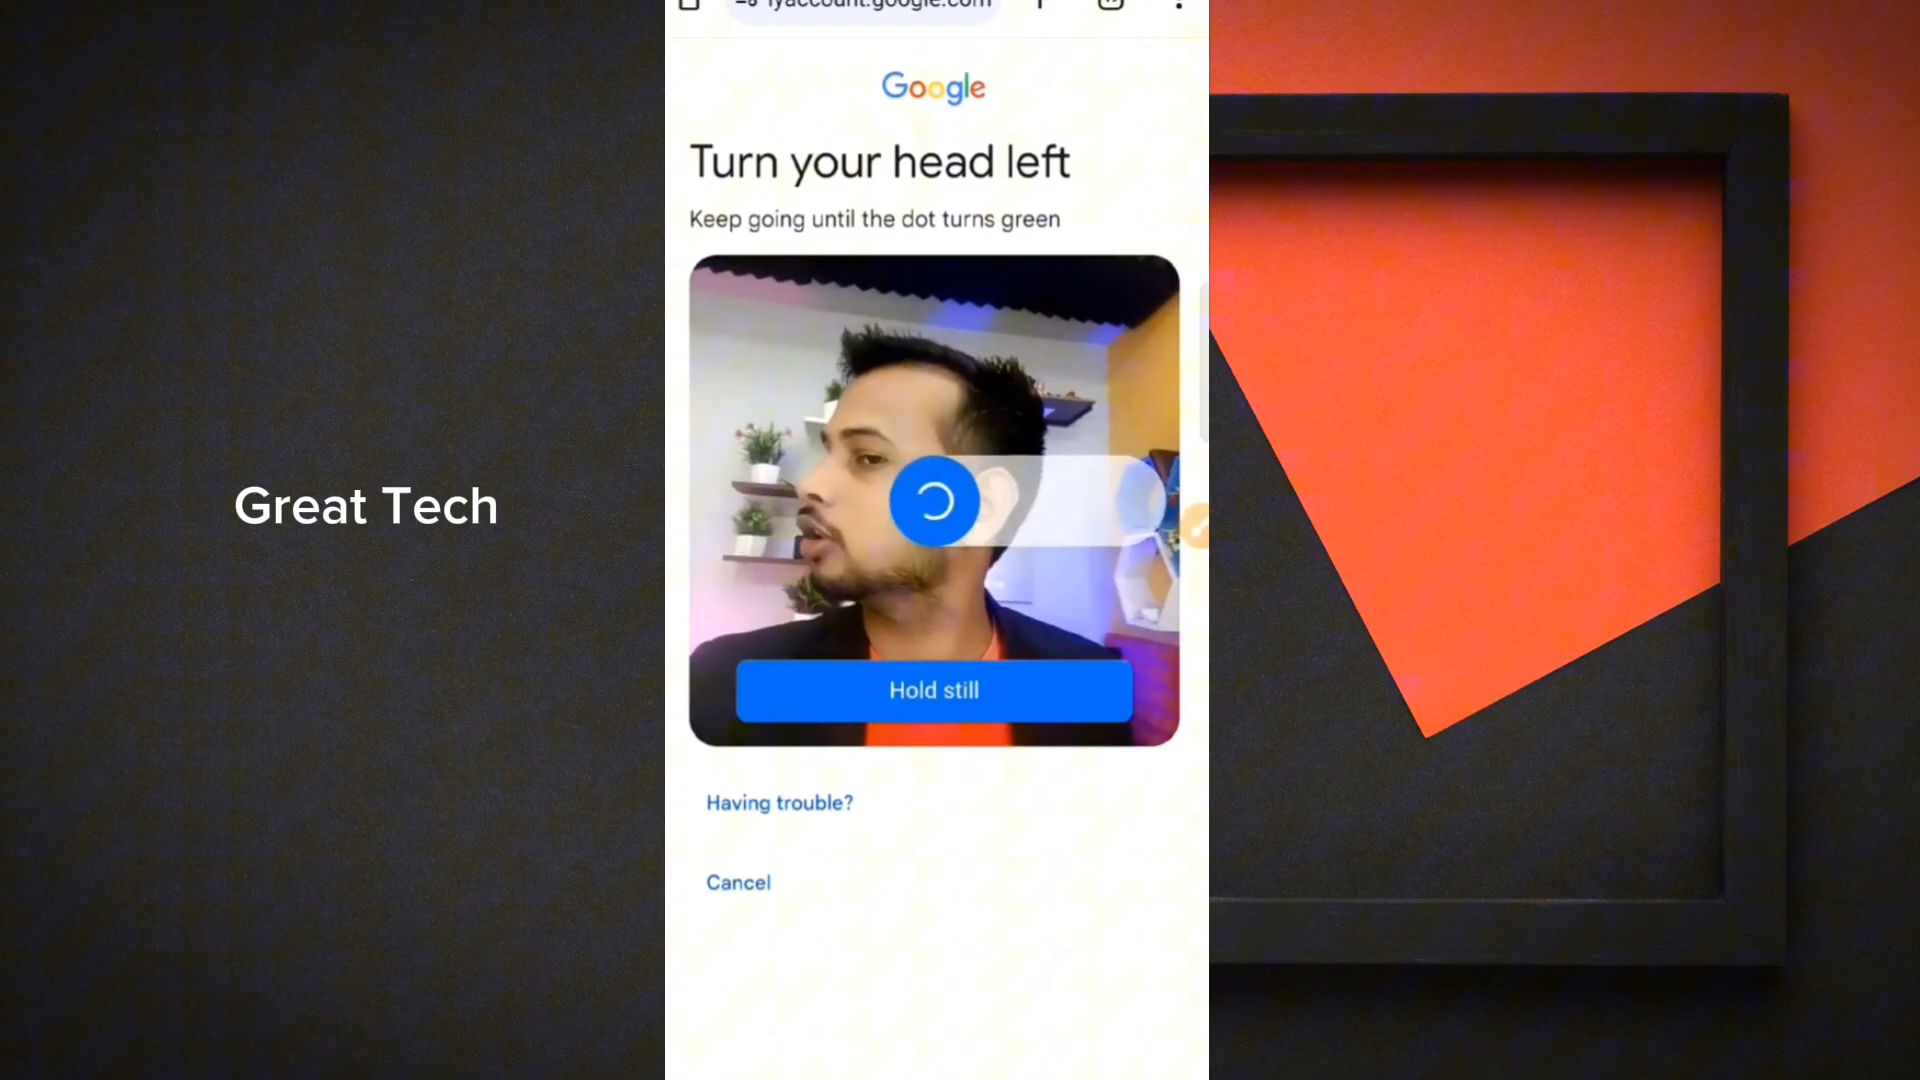 Google
Turn your head left
Keep going until the dot turns green
Great Tech
Hold still
Having trouble?
Cancel